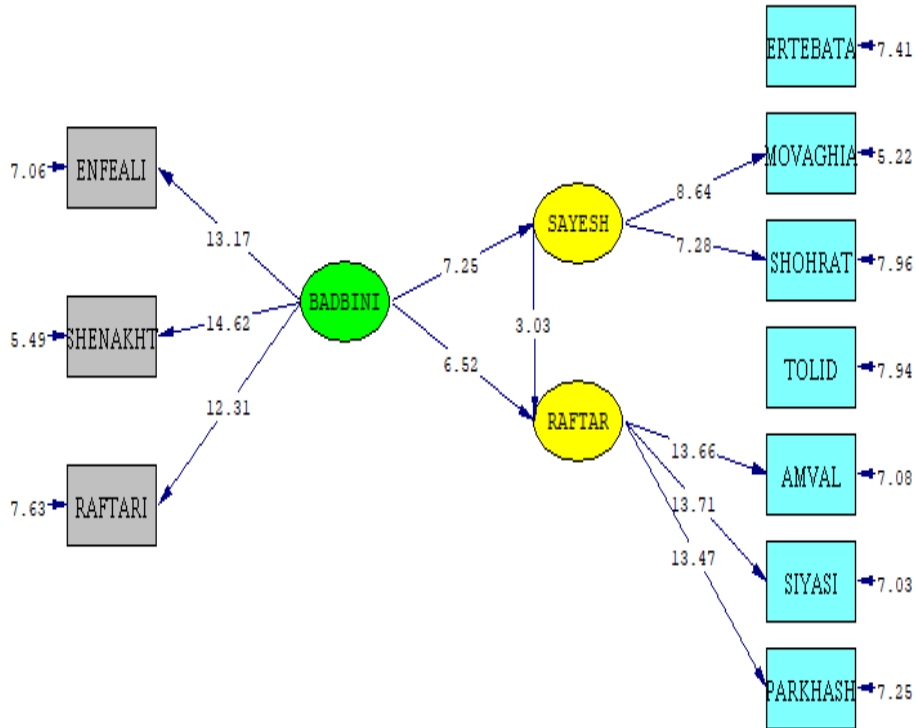 ERTEBATA
7.41
7.06
ENFEALI
MOVAGHIA
5.22
8.64
13.17
SAYESH
7.28
SHOHRAT
7.96
7.25
BADBINI
14.62
5.49
SHENAKHT
3.03
6.52
TOLID
7.94
12.31
RAFTAR
13.66
AMVAL
7.08
RAFTARI
7.63
13.71
13.47
SIYASI
7.03
PARKHASH
7.25